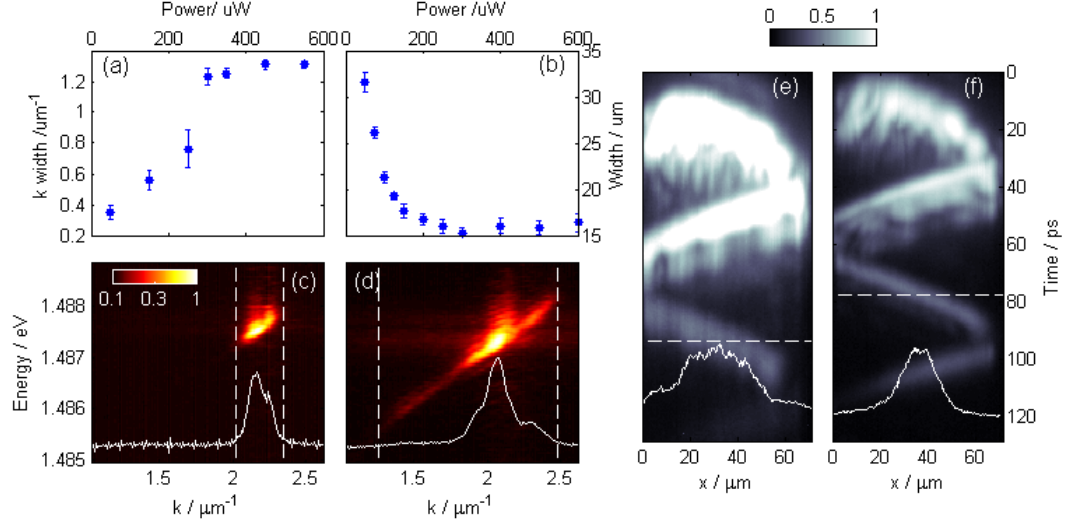 Power/ uW
Power /uW
0 200 400 600
0 200 400 600
0 0.5 1
(a)
(b)
k width /um⁻¹
1.2
1
0.8
0.6
0.4
0.2
35
30
25
20
15
Width / um
(c)
(d)
0.1 0.3 1
Energy / eV
1.488
1.487
1.486
1.485
1.5 2 2.5
1.5 2 2.5
k / μm⁻¹
k / μm⁻¹
(e)
(f)
0
20
40
60
80
100
120
Time / ps
0 20 40 60
0 20 40 60
x / μm
x / μm